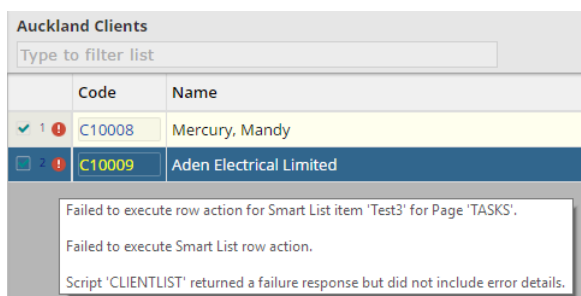 Auckland Clients
Type to filter list
Code Name
1 C10008 Mercury, Mandy
2 C10009 Aden Electrical Limited
Failed to execute row action for Smart List item 'Test3' for Page 'TASKS'.
Failed to execute Smart List row action.
Script 'CLIENTLIST' returned a failure response but did not include error details.